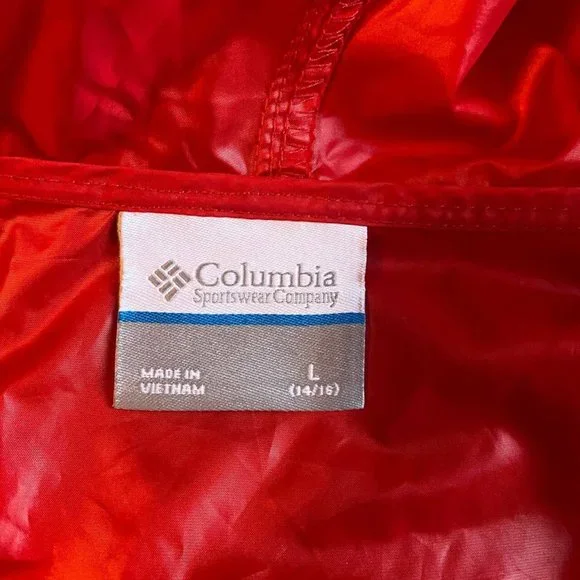 Columbia
Sportswear Company
MADE IN
VIETNAM
L
(14/16)